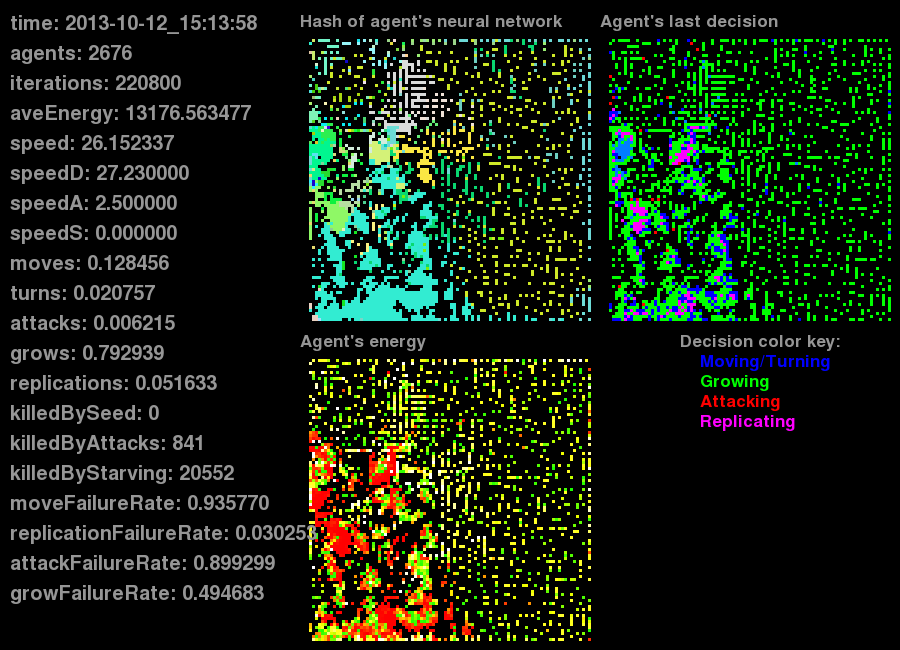 time: 2013-10-12_15:13:58
agents: 2676
iterations: 220800
aveEnergy: 13176.563477
speed: 26.152337
speedD: 27.230000
speedA: 2.500000
speedS: 0.000000
moves: 0.128456
turns: 0.020757
attacks: 0.006215
grows: 0.792939
replications: 0.051633
killedBySeed: 0
killedByAttacks: 841
killedByStarving: 20552
moveFailureRate: 0.935770
replicationFailureRate: 0.030253
attackFailureRate: 0.899299
growFailureRate: 0.494683
Hash of agent's neural network
Agent's last decision
Agent's energy
Decision color key:
Moving/Turning
Growing
Attacking
Replicating